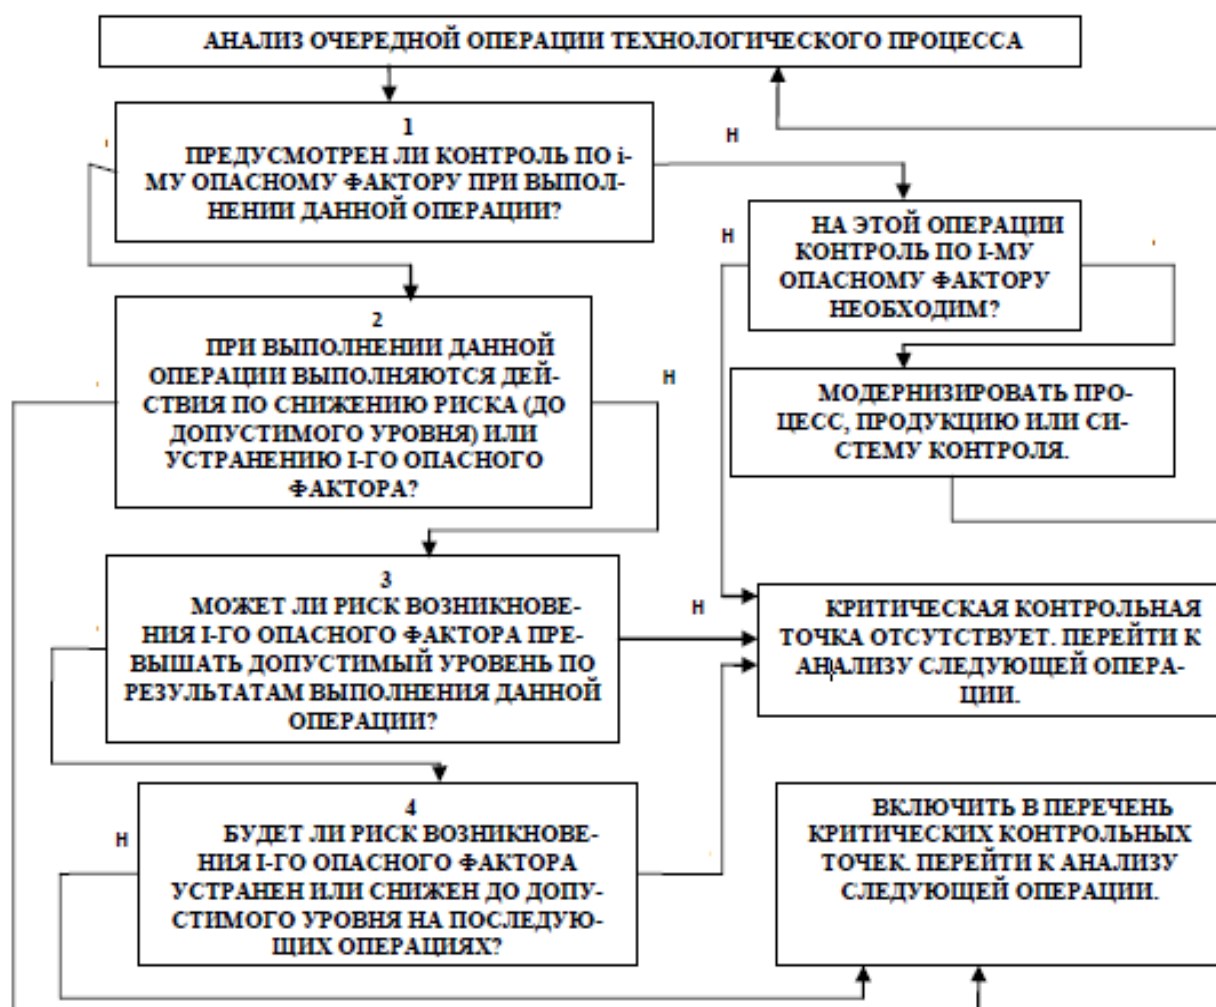 АНАЛИЗ ОЧЕРЕДНОЙ ОПЕРАЦИИ ТЕХНОЛОГИЧЕСКОГО ПРОЦЕССА
1
ПРЕДУСМОТРЕН ЛИ КОНТРОЛЬ ПО i-
МУ ОПАСНОМУ ФАКТОРУ ПРИ ВЫПОЛ-
НЕНИИ ДАННОЙ ОПЕРАЦИИ?
Н
Н
НА ЭТОЙ ОПЕРАЦИИ
КОНТРОЛЬ ПО I-МУ
ОПАСНОМУ ФАКТОРУ
НЕОБХОДИМ?
2
ПРИ ВЫПОЛНЕНИИ ДАННОЙ
ОПЕРАЦИИ ВЫПОЛНЯЮТСЯ ДЕЙ-
СТВИЯ ПО СНИЖЕНИЮ РИСКА (ДО
ДОПУСТИМОГО УРОВНЯ) ИЛИ
УСТРАНЕНИЮ I-ГО ОПАСНОГО
ФАКТОРА?
Н
МОДЕРНИЗИРОВАТЬ ПРО-
ЦЕСС, ПРОДУКЦИЮ ИЛИ СИ-
СТЕМУ КОНТРОЛЯ.
3
МОЖЕТ ЛИ РИСК ВОЗНИКНОВЕ-
НИЯ I-ГО ОПАСНОГО ФАКТОРА ПРЕ-
ВЫШАТЬ ДОПУСТИМЫЙ УРОВЕНЬ ПО
РЕЗУЛЬТАТАМ ВЫПОЛНЕНИЯ ДАННОЙ
ОПЕРАЦИИ?
Н
КРИТИЧЕСКАЯ КОНТРОЛЬНАЯ
ТОЧКА ОТСУТСТВУЕТ. ПЕРЕЙТИ К
АНАЛИЗУ СЛЕДУЮЩЕЙ ОПЕРА-
ЦИИ.
4
БУДЕТ ЛИ РИСК ВОЗНИКНОВЕ-
НИЯ I-ГО ОПАСНОГО ФАКТОРА
УСТРАНЕН ИЛИ СНИЖЕН ДО ДОПУ-
СТИМОГО УРОВНЯ НА ПОСЛЕДУЮ-
ЩИХ ОПЕРАЦИЯХ?
Н
ВКЛЮЧИТЬ В ПЕРЕЧЕНЬ
КРИТИЧЕСКИХ КОНТРОЛЬНЫХ
ТОЧЕК. ПЕРЕЙТИ К АНАЛИЗУ
СЛЕДУЮЩЕЙ ОПЕРАЦИИ.